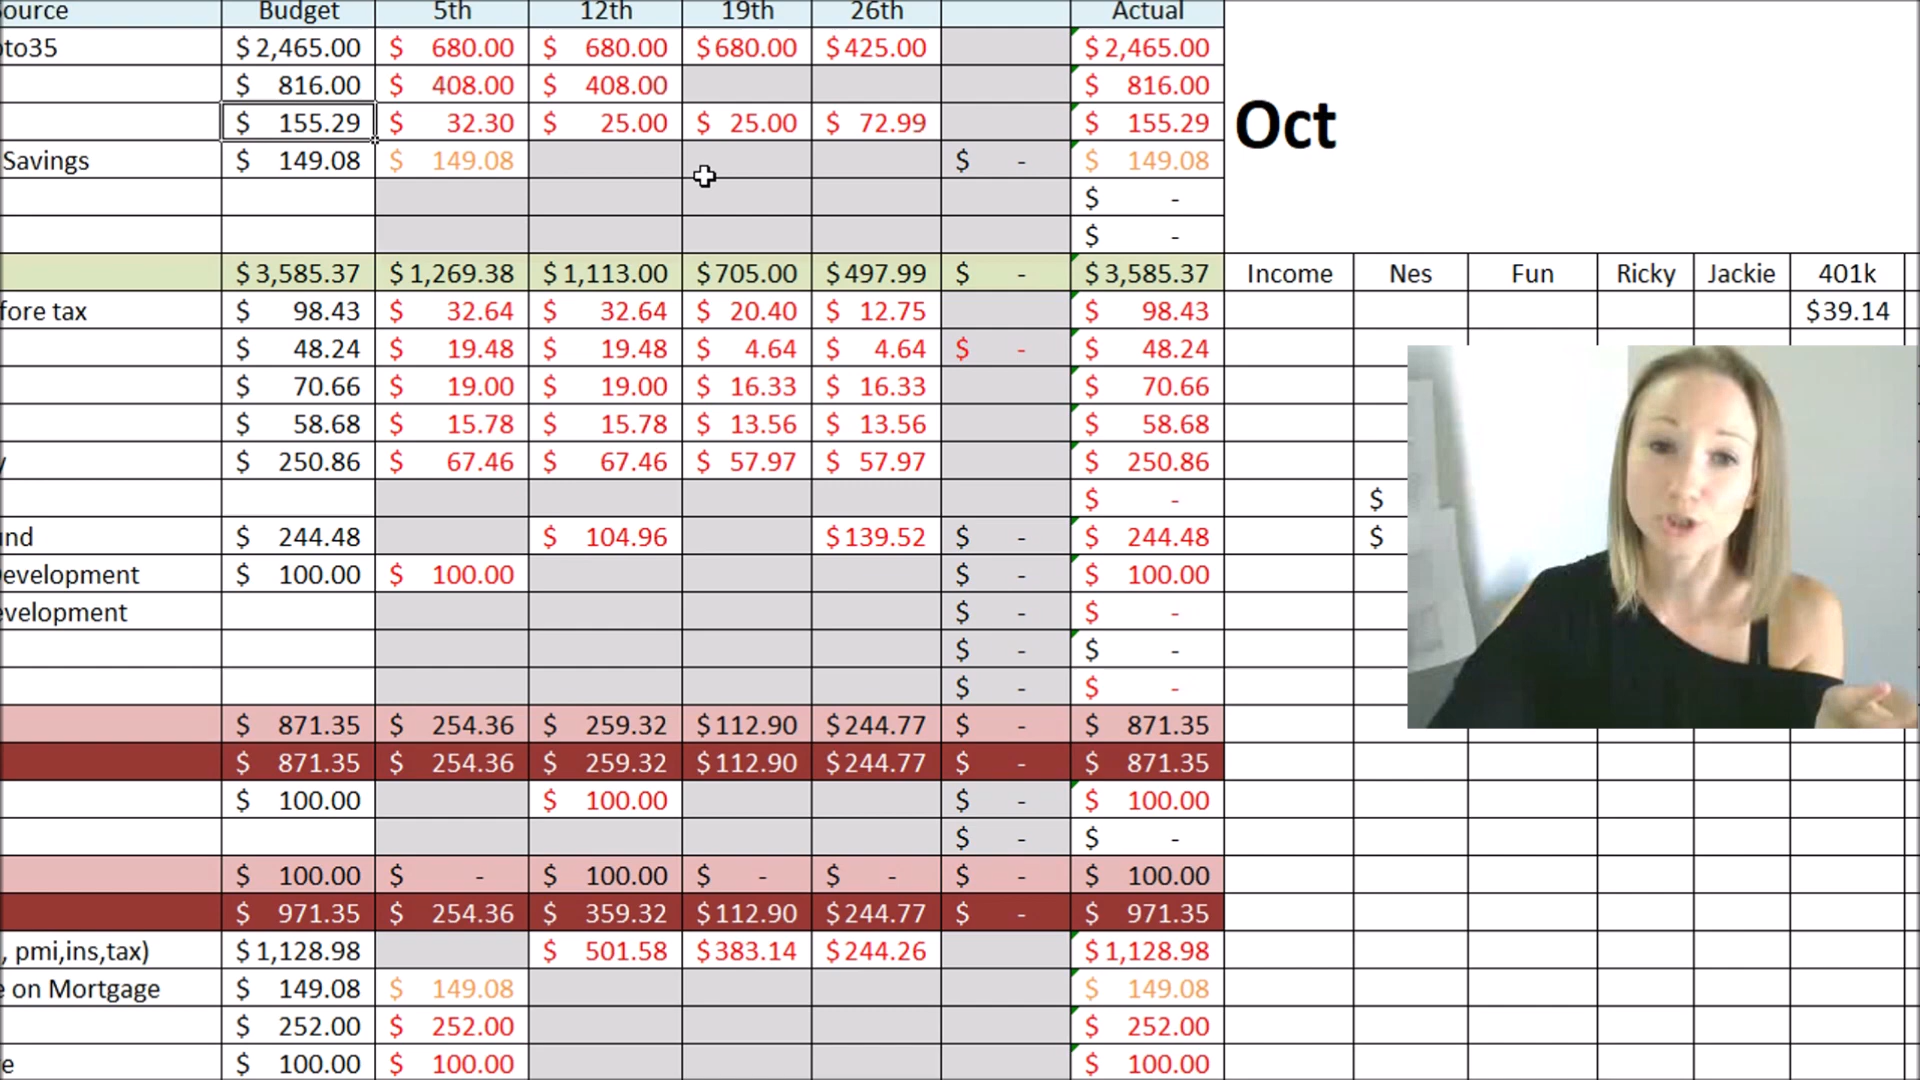 ource Budget 5th 12th 19th 26th Actual
oto35 $ 2,465.00 $ 680.00 $ 680.00 $ 680.00 $ 425.00 $ 2,465.00
$ 816.00 $ 408.00 $ 408.00 $ 816.00
$ 155.29 $ 32.30 $ 25.00 $ 25.00 $ 72.99 $ 155.29 Oct
Savings $ 149.08 $ 149.08 $ - $ 149.08
$ -
$ -
$ 3,585.37 $ 1,269.38 $ 1,113.00 $ 705.00 $ 497.99 $ - $ 3,585.37 Income Nes Fun Ricky Jackie 401k
fore tax $ 98.43 $ 32.64 $ 32.64 $ 20.40 $ 12.75 $ 98.43 $ 39.14
$ 48.24 $ 19.48 $ 19.48 $ 4.64 $ 4.64 $ - $ 48.24
$ 70.66 $ 19.00 $ 19.00 $ 16.33 $ 16.33 $ 70.66
$ 58.68 $ 15.78 $ 15.78 $ 13.56 $ 13.56 $ 58.68
$ 250.86 $ 67.46 $ 67.46 $ 57.97 $ 57.97 $ 250.86
$ - $
nd $ 244.48 $ 104.96 $ 139.52 $ - $ 244.48 $
Development $ 100.00 $ 100.00 $ - $ 100.00
evelopment $ - $ -
$ - $ -
$ - $ -
$ 871.35 $ 254.36 $ 259.32 $ 112.90 $ 244.77 $ - $ 871.35
$ 871.35 $ 254.36 $ 259.32 $ 112.90 $ 244.77 $ - $ 871.35
$ 100.00 $ 100.00 $ - $ 100.00
$ - $ -
$ 100.00 $ - $ 100.00 $ - $ - $ - $ 100.00
$ 971.35 $ 254.36 $ 359.32 $ 112.90 $ 244.77 $ - $ 971.35
, pmi,ins,tax) $ 1,128.98 $ 501.58 $ 383.14 $ 244.26 $ 1,128.98
e on Mortgage $ 149.08 $ 149.08 $ 149.08
$ 252.00 $ 252.00 $ 252.00
e $ 100.00 $ 100.00 $ 100.00